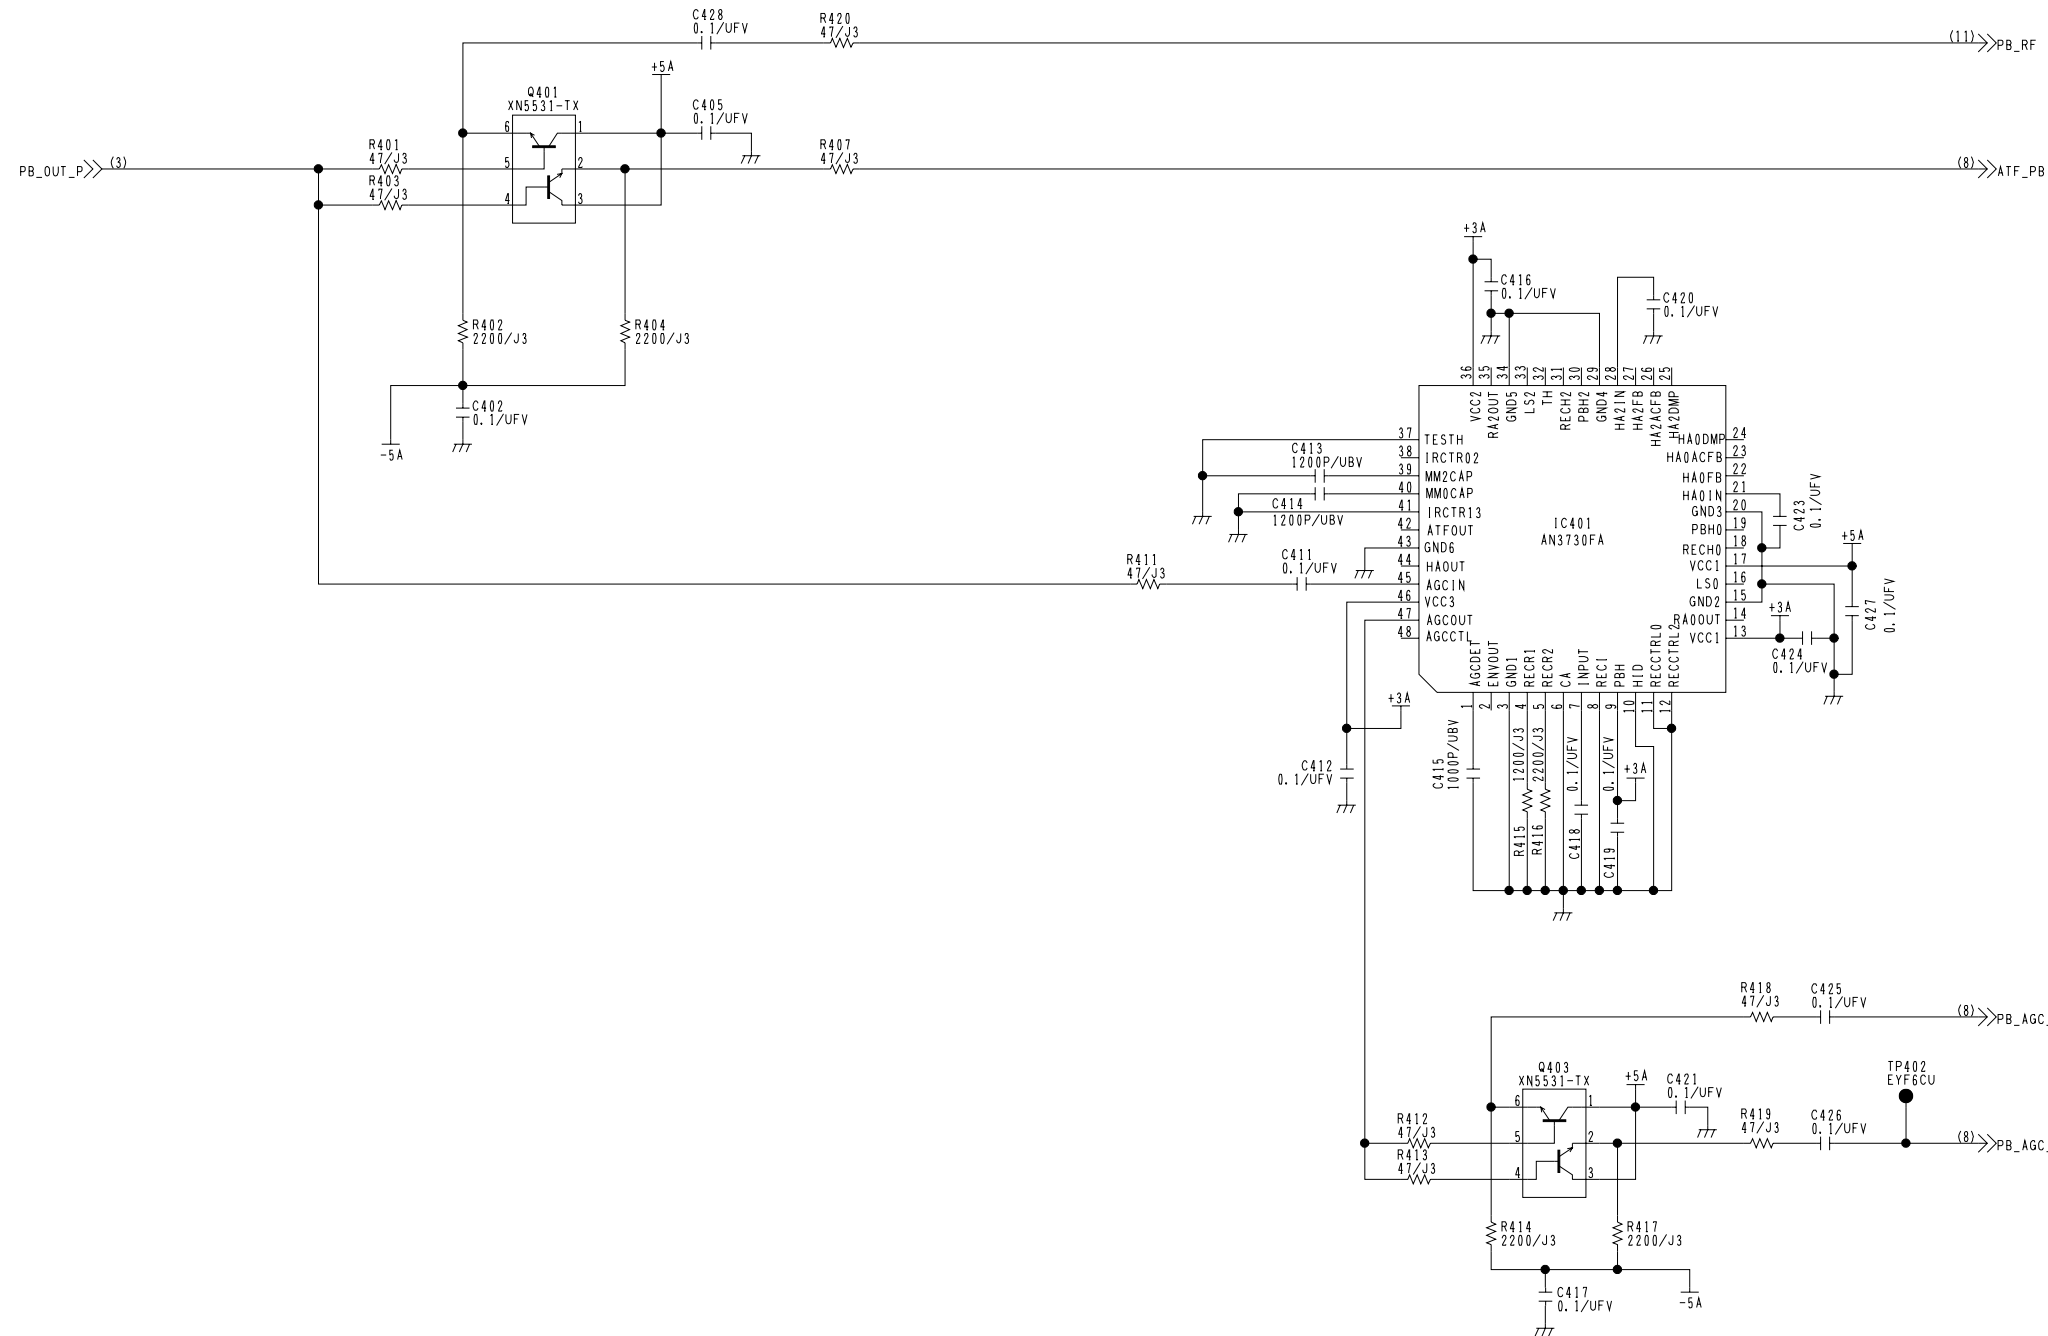 C428
0.1/UFV
R420
47/J3
(11)
PB_RF
+5A
Q401
XN5531-TX
C405
0.1/UFV
6
1
R401
47/J3
R407
47/J3
PB_OUT_P
(3)
5
2
(8)
ATF_PB
R403
47/J3
4
3
+3A
C416
0.1/UFV
C420
0.1/UFV
R402
2200/J3
R404
2200/J3
C402
0.1/UFV
-5A
36
35
34
33
32
31
30
29
28
27
26
25
VCC2
RA2OUT
GND5
LS2
TH
RECH2
PBH2
GND4
HA2IN
HA2FB
HA2ACFB
HA2DMP
37
TESTH
38
IRCTR02
39
MM2CAP
40
MM0CAP
41
IRCTR13
42
ATFOUT
43
GND6
44
HAOUT
45
AGCIN
46
VCC3
47
AGCOUT
48
AGCCTL
C413
1200P/UBV
C414
1200P/UBV
IC401
AN3730FA
HA0DMP
24
HA0ACFB
23
HA0FB
22
HA0IN
21
GND3
20
PBH0
19
RECH0
18
VCC1
17
LS0
16
GND2
15
RA0OUT
14
VCC1
13
C423
0.1/UFV
+5A
C427
0.1/UFV
+3A
C424
0.1/UFV
R411
47/J3
C411
0.1/UFV
AGCDET
ENVOUT
GND1
RECR1
RECR2
CA
INPUT
RECI
PBH
HID
RECCTRL0
RECCTRL2
1
2
3
4
5
6
7
8
9
10
11
12
+3A
C412
0.1/UFV
C415
1000P/UBV
R415
1200/J3
R416
2200/J3
C418
0.1/UFV
C419
0.1/UFV
+3A
R418
47/J3
C425
0.1/UFV
(8)
PB_AGC_
Q403
XN5531-TX
+5A
C421
0.1/UFV
TP402
EYF6CU
6
1
R412
47/J3
5
2
R419
47/J3
C426
0.1/UFV
(8)
PB_AGC_
R413
47/J3
4
3
R414
2200/J3
R417
2200/J3
C417
0.1/UFV
-5A